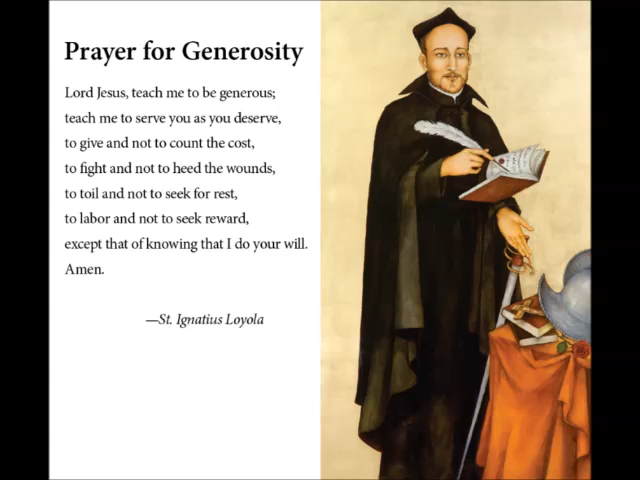 Prayer for Generosity
Lord Jesus, teach me to be generous;
teach me to serve you as you deserve,
to give and not to count the cost,
to fight and not to heed the wounds,
to toil and not to seek for rest,
to labor and not to seek reward,
except that of knowing that I do your will.
Amen.
—St. Ignatius Loyola